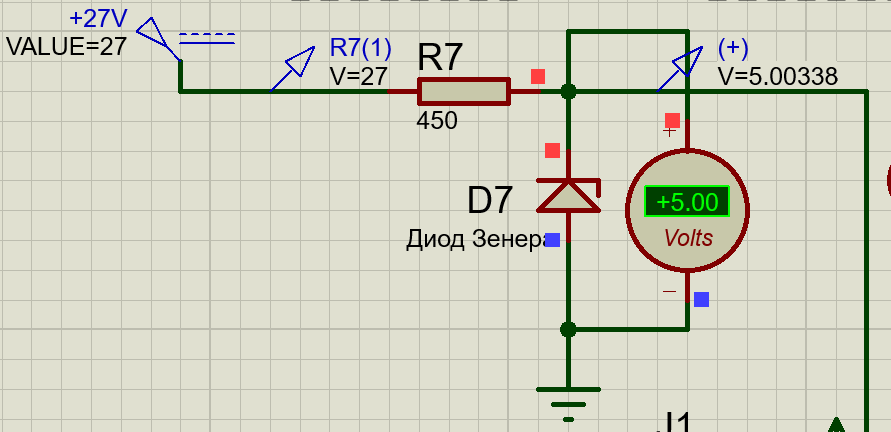 +27V
VALUE=27
R7(1)
V=27
R7
450
(+)
V=5.00338
+
+5.00
Volts
D7
Диод Зенера
J1